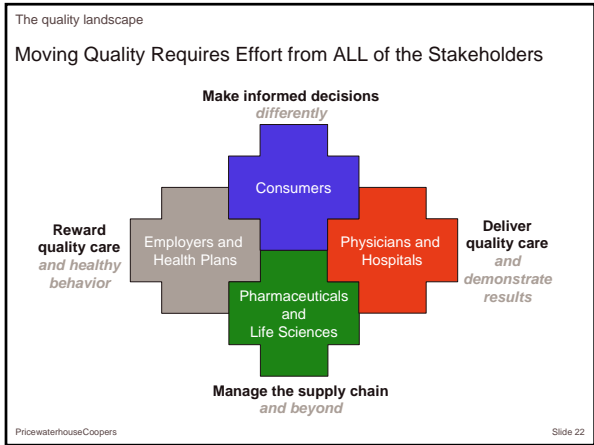 The quality landscape
Moving Quality Requires Effort from ALL of the Stakeholders
Make informed decisions
differently
Consumers
Reward
quality care
and healthy
behavior
Employers and
Health Plans
Physicians and
Hospitals
Deliver
quality care
and
demonstrate
results
Pharmaceuticals
and
Life Sciences
Manage the supply chain
and beyond
PricewaterhouseCoopers
Slide 22